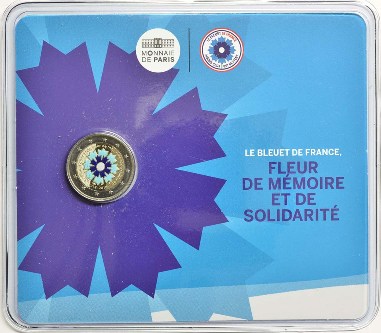 MONNAIE
DE PARIS
LE BLEUET DE FRANCE,
FLEUR
DE MÉMOIRE
ET DE
SOLIDARITÉ